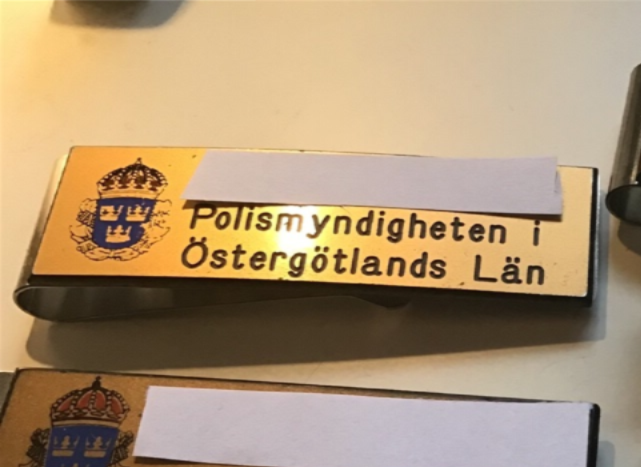 Polismyndigheten i
Östergötlands Län